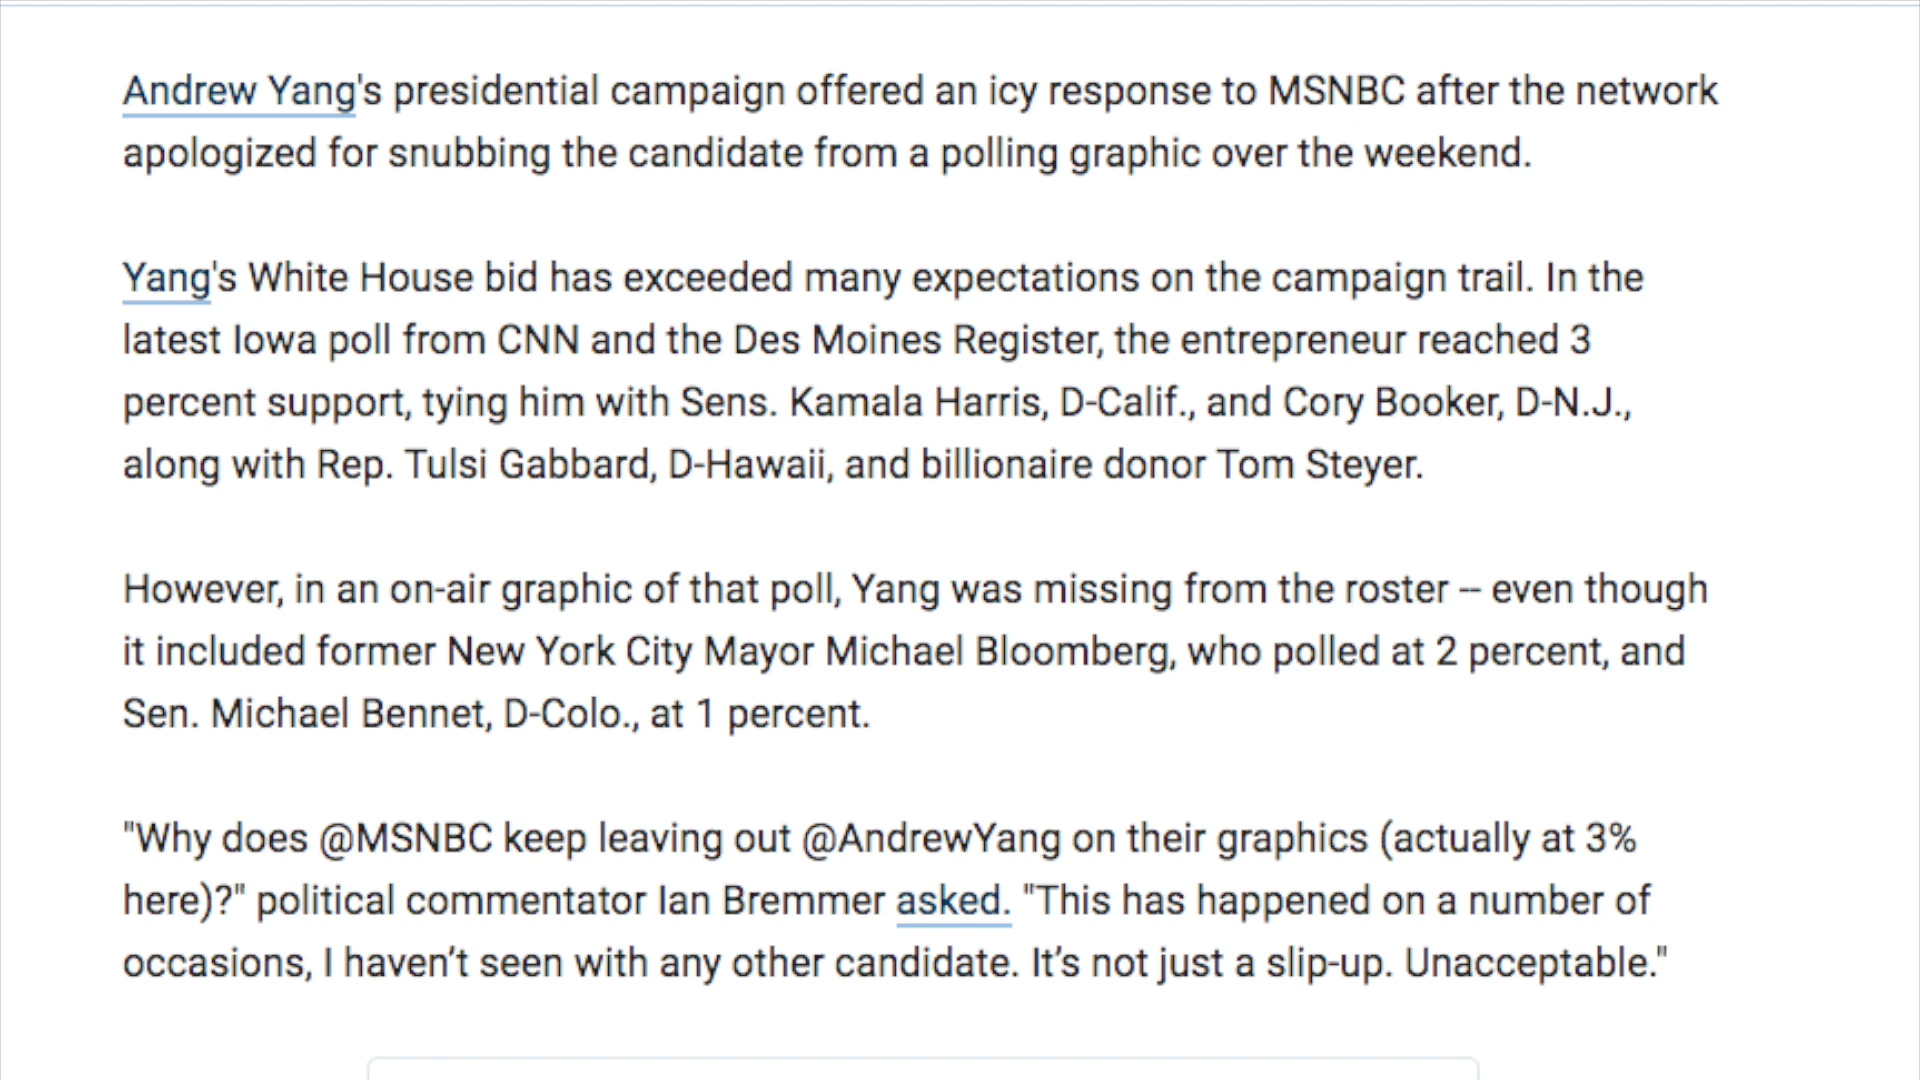 Andrew Yang's presidential campaign offered an icy response to MSNBC after the network
apologized for snubbing the candidate from a polling graphic over the weekend.
Yang's White House bid has exceeded many expectations on the campaign trail. In the
latest Iowa poll from CNN and the Des Moines Register, the entrepreneur reached 3
percent support, tying him with Sens. Kamala Harris, D-Calif., and Cory Booker, D-N.J.,
along with Rep. Tulsi Gabbard, D-Hawaii, and billionaire donor Tom Steyer.
However, in an on-air graphic of that poll, Yang was missing from the roster -- even though
it included former New York City Mayor Michael Bloomberg, who polled at 2 percent, and
Sen. Michael Bennet, D-Colo., at 1 percent.
"Why does @MSNBC keep leaving out @AndrewYang on their graphics (actually at 3%
here)?" political commentator Ian Bremmer asked. "This has happened on a number of
occasions, I haven’t seen with any other candidate. It’s not just a slip-up. Unacceptable."